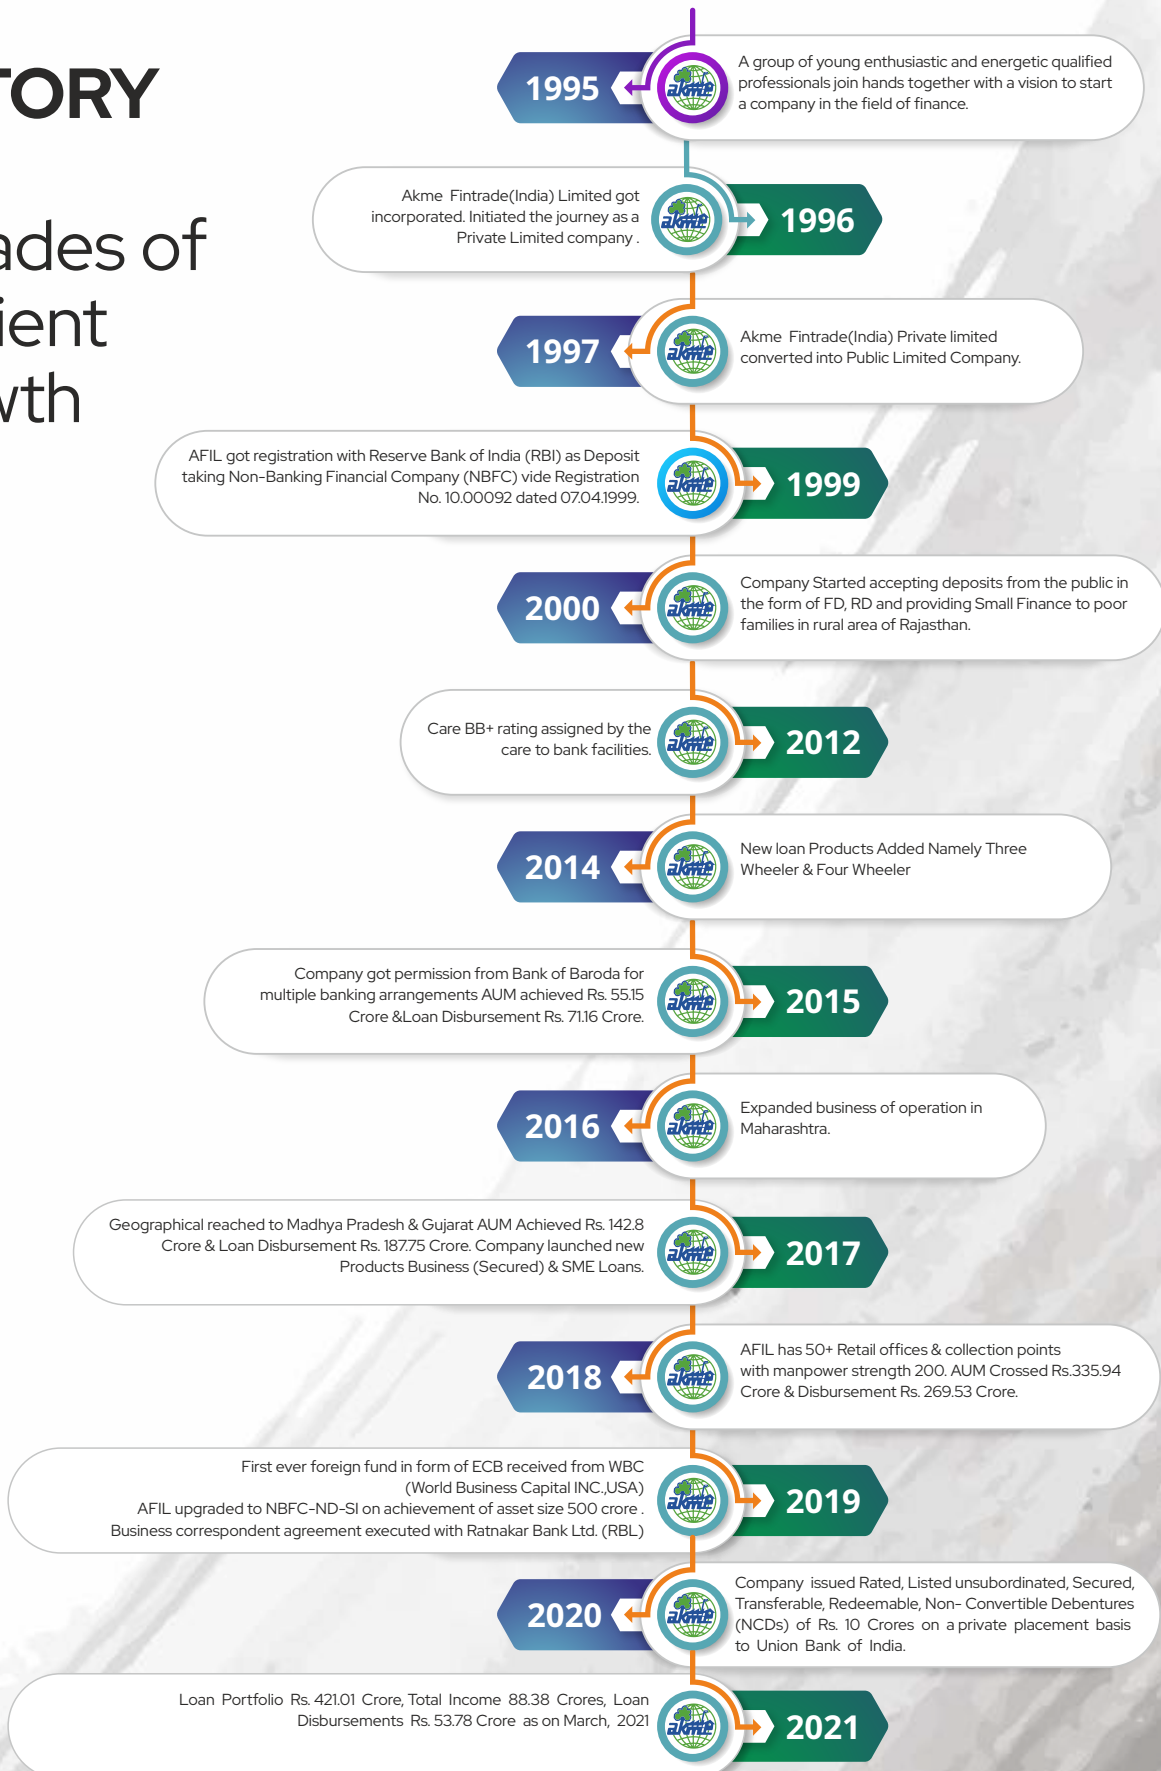 TORY
ades of
ient
wth
1995
akme
A group of young enthusiastic and energetic qualified
professionals join hands together with a vision to start
a company in the field of finance.
Akme Fintrade(India) Limited got
incorporated. Initiated the journey as a
Private Limited company .
akme
1996
1997
akme
Akme Fintrade(India) Private limited
converted into Public Limited Company.
AFIL got registration with Reserve Bank of India (RBI) as Deposit
taking Non-Banking Financial Company (NBFC) vide Registration
No. 10.00092 dated 07.04.1999.
akme
1999
2000
akme
Company Started accepting deposits from the public in
the form of FD, RD and providing Small Finance to poor
families in rural area of Rajasthan.
Care BB+ rating assigned by the
care to bank facilities.
akme
2012
2014
akme
New loan Products Added Namely Three
Wheeler & Four Wheeler
Company got permission from Bank of Baroda for
multiple banking arrangements AUM achieved Rs. 55.15
Crore &Loan Disbursement Rs. 71.16 Crore.
akme
2015
2016
akme
Expanded business of operation in
Maharashtra.
Geographical reached to Madhya Pradesh & Gujarat AUM Achieved Rs. 142.8
Crore & Loan Disbursement Rs. 187.75 Crore. Company launched new
Products Business (Secured) & SME Loans.
akme
2017
2018
akme
AFIL has 50+ Retail offices & collection points
with manpower strength 200. AUM Crossed Rs.335.94
Crore & Disbursement Rs. 269.53 Crore.
First ever foreign fund in form of ECB received from WBC
(World Business Capital INC.,USA)
AFIL upgraded to NBFC-ND-SI on achievement of asset size 500 crore .
Business correspondent agreement executed with Ratnakar Bank Ltd. (RBL)
akme
2019
2020
akme
Company issued Rated, Listed unsubordinated, Secured,
Transferable, Redeemable, Non- Convertible Debentures
(NCDs) of Rs. 10 Crores on a private placement basis
to Union Bank of India.
Loan Portfolio Rs. 421.01 Crore, Total Income 88.38 Crores, Loan
Disbursements Rs. 53.78 Crore as on March, 2021
akme
2021